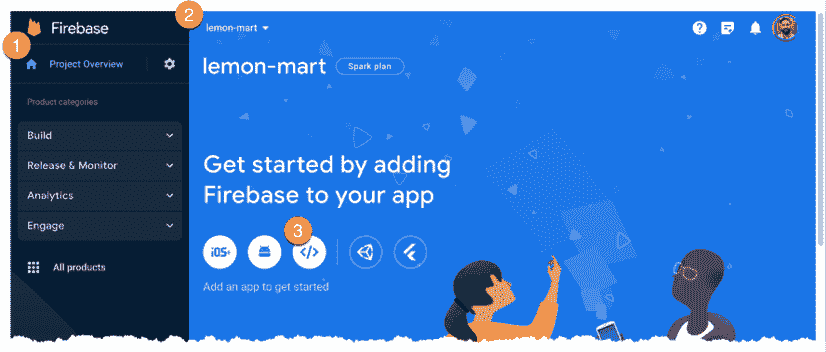 1
Firebase
Project Overview
Product categories
Build
Release & Monitor
Analytics
Engage
All products
2
lemon-mart
lemon-mart
Spark plan
Get started by adding
Firebase to your app
3
iOS+
</>
Add an app to get started